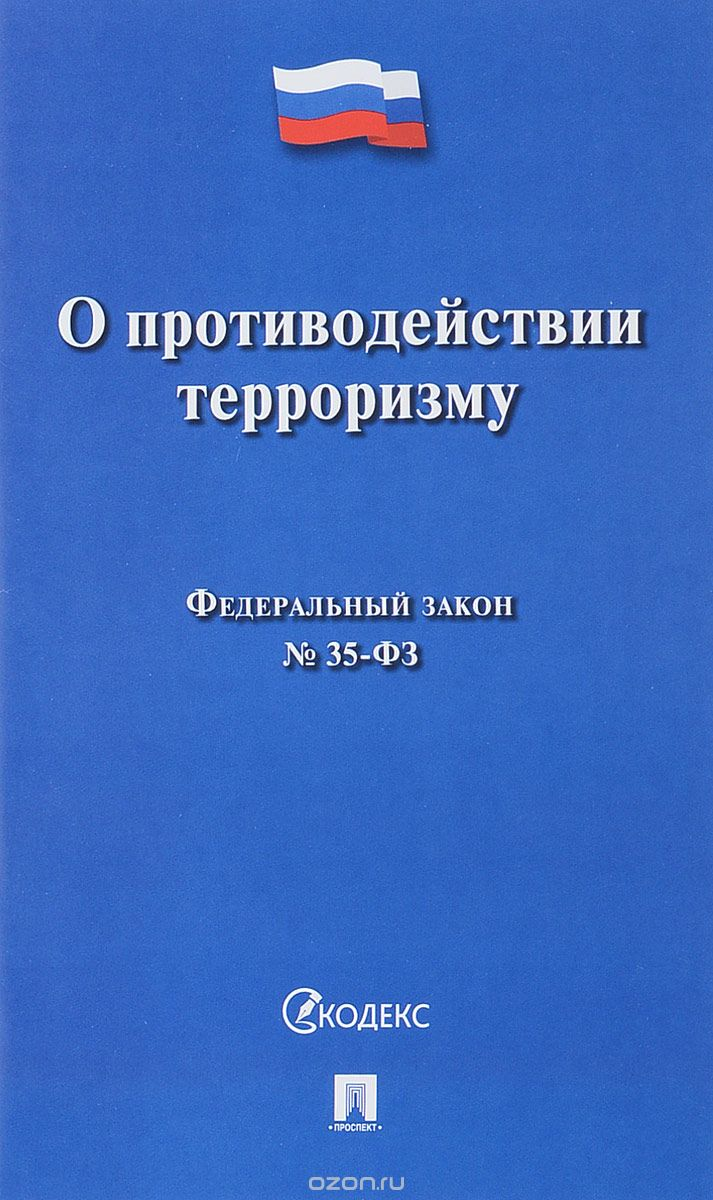 О противодействии
терроризму
Федеральный закон
№ 35-ФЗ
КОДЕКС
• ПРОСПЕКТ •
ozon.ru